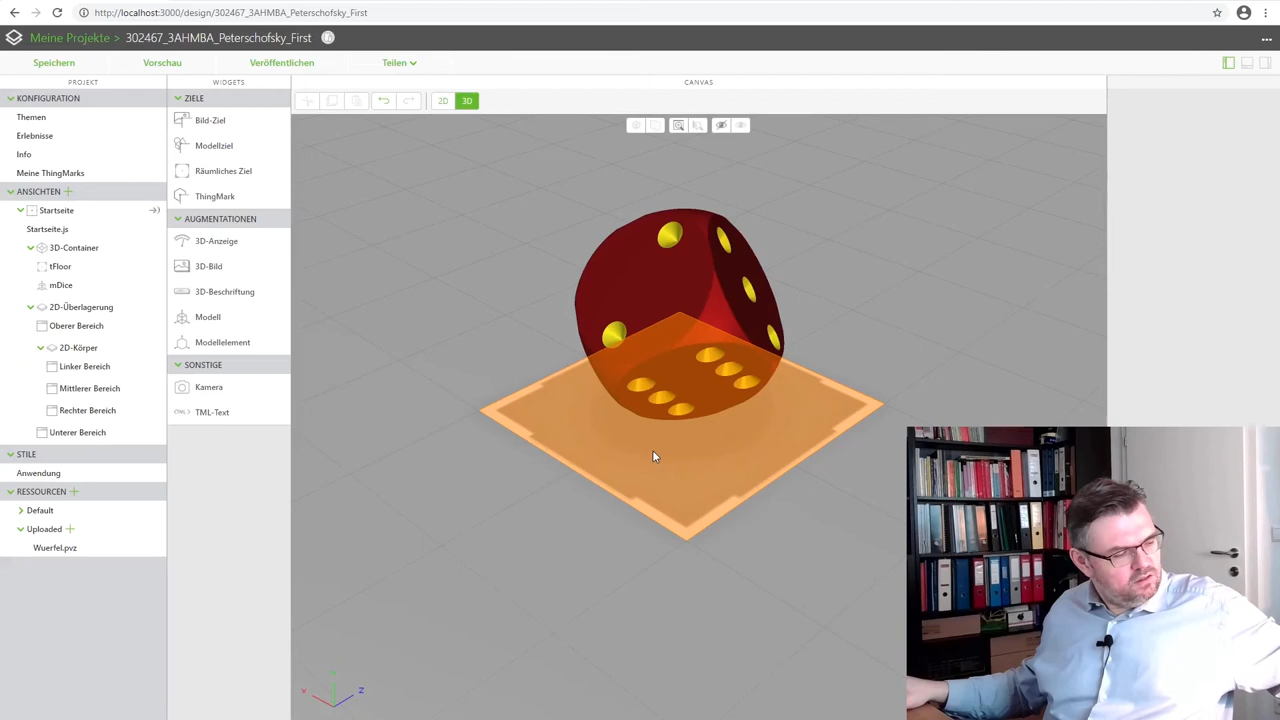 http://localhost:3000/design/302467_3AHMBA_Peterschofsky_First
Meine Projekte > 302467_3AHMBA_Peterschofsky_First
Speichern
Vorschau
Veröffentlichen
Teilen
PROJEKT
WIDGETS
CANVAS
KONFIGURATION
Themen
Erlebnisse
Info
Meine ThingMarks
ANSICHTEN
Startseite
Startseite.js
3D-Container
tFloor
mDice
2D-Überlagerung
Oberer Bereich
2D-Körper
Linker Bereich
Mittlerer Bereich
Rechter Bereich
Unterer Bereich
STILE
Anwendung
RESSOURCEN
Default
Uploaded
Wuerfel.pvz
ZIELE
Bild-Ziel
Modellziel
Räumliches Ziel
ThingMark
AUGMENTATIONEN
3D-Anzeige
3D-Bild
3D-Beschriftung
Modell
Modellelement
SONSTIGE
Kamera
TML-Text
2D
3D
X
Z